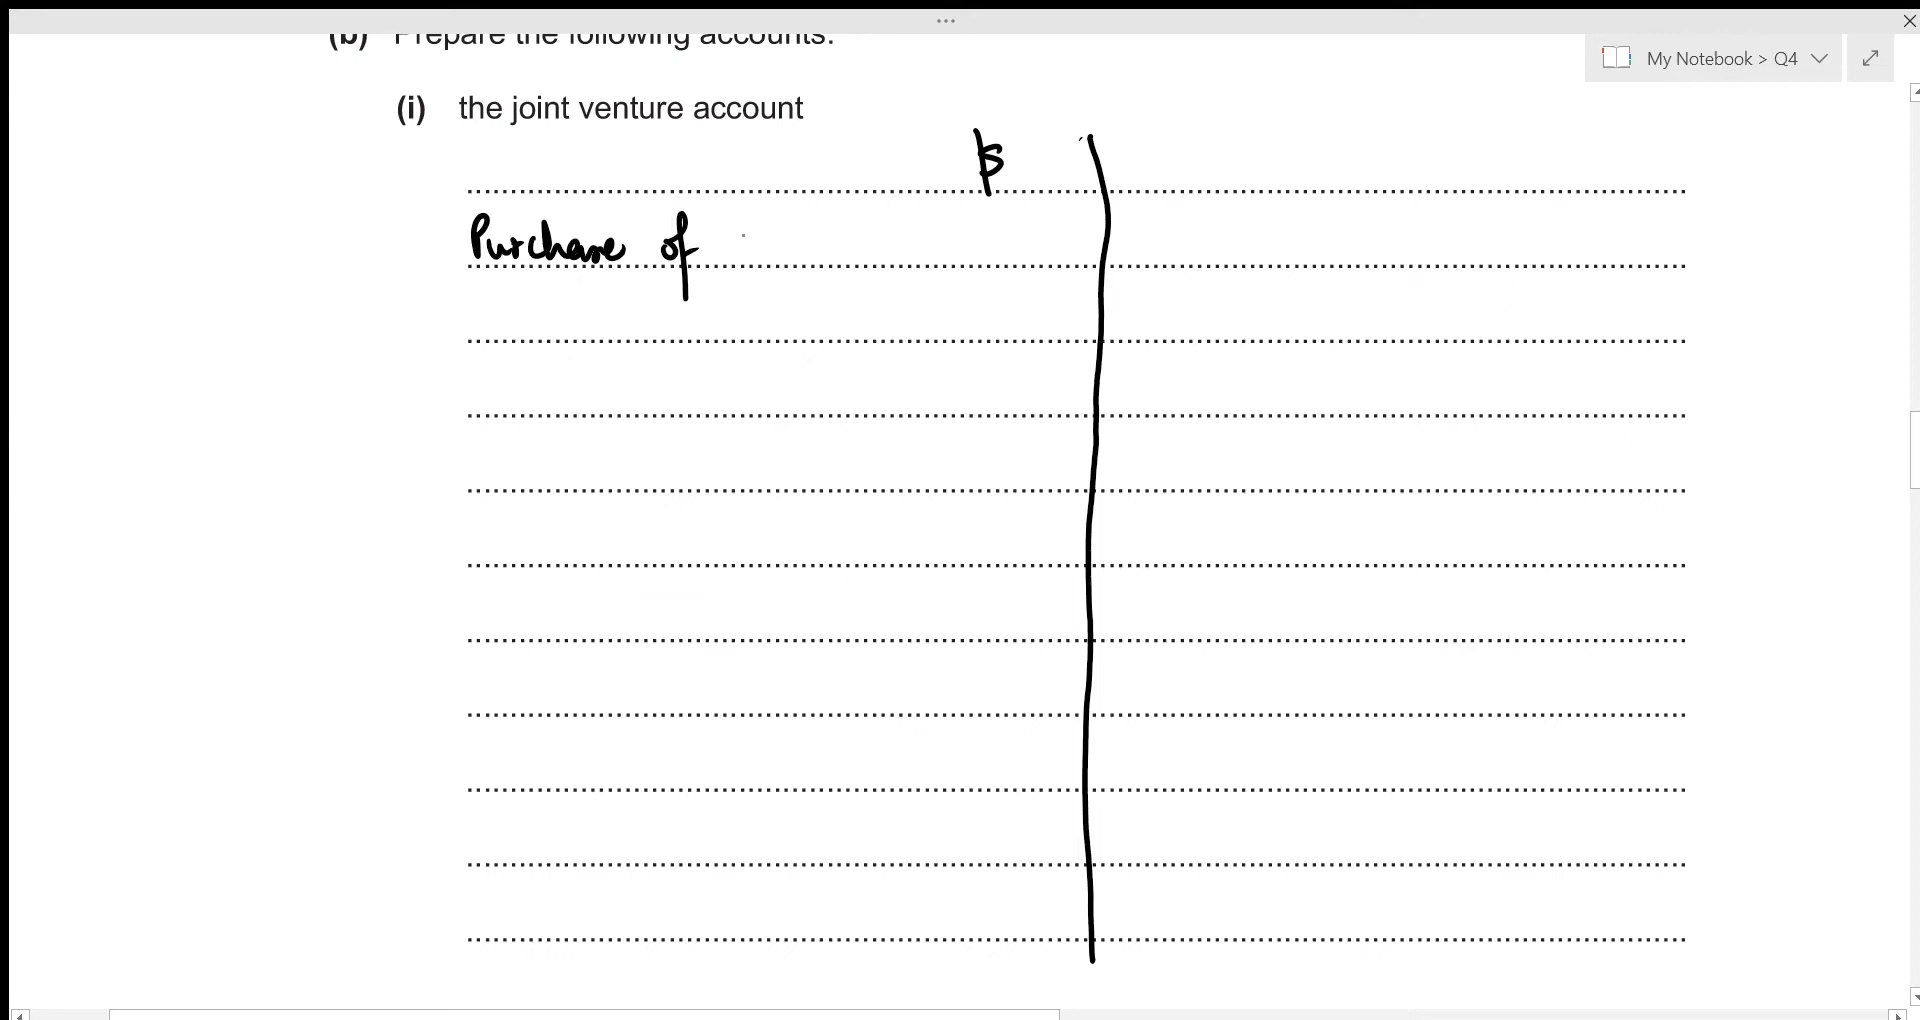 (b) Prepare the following accounts:
My Notebook > Q4
(i) the joint venture account
$
Purchase of